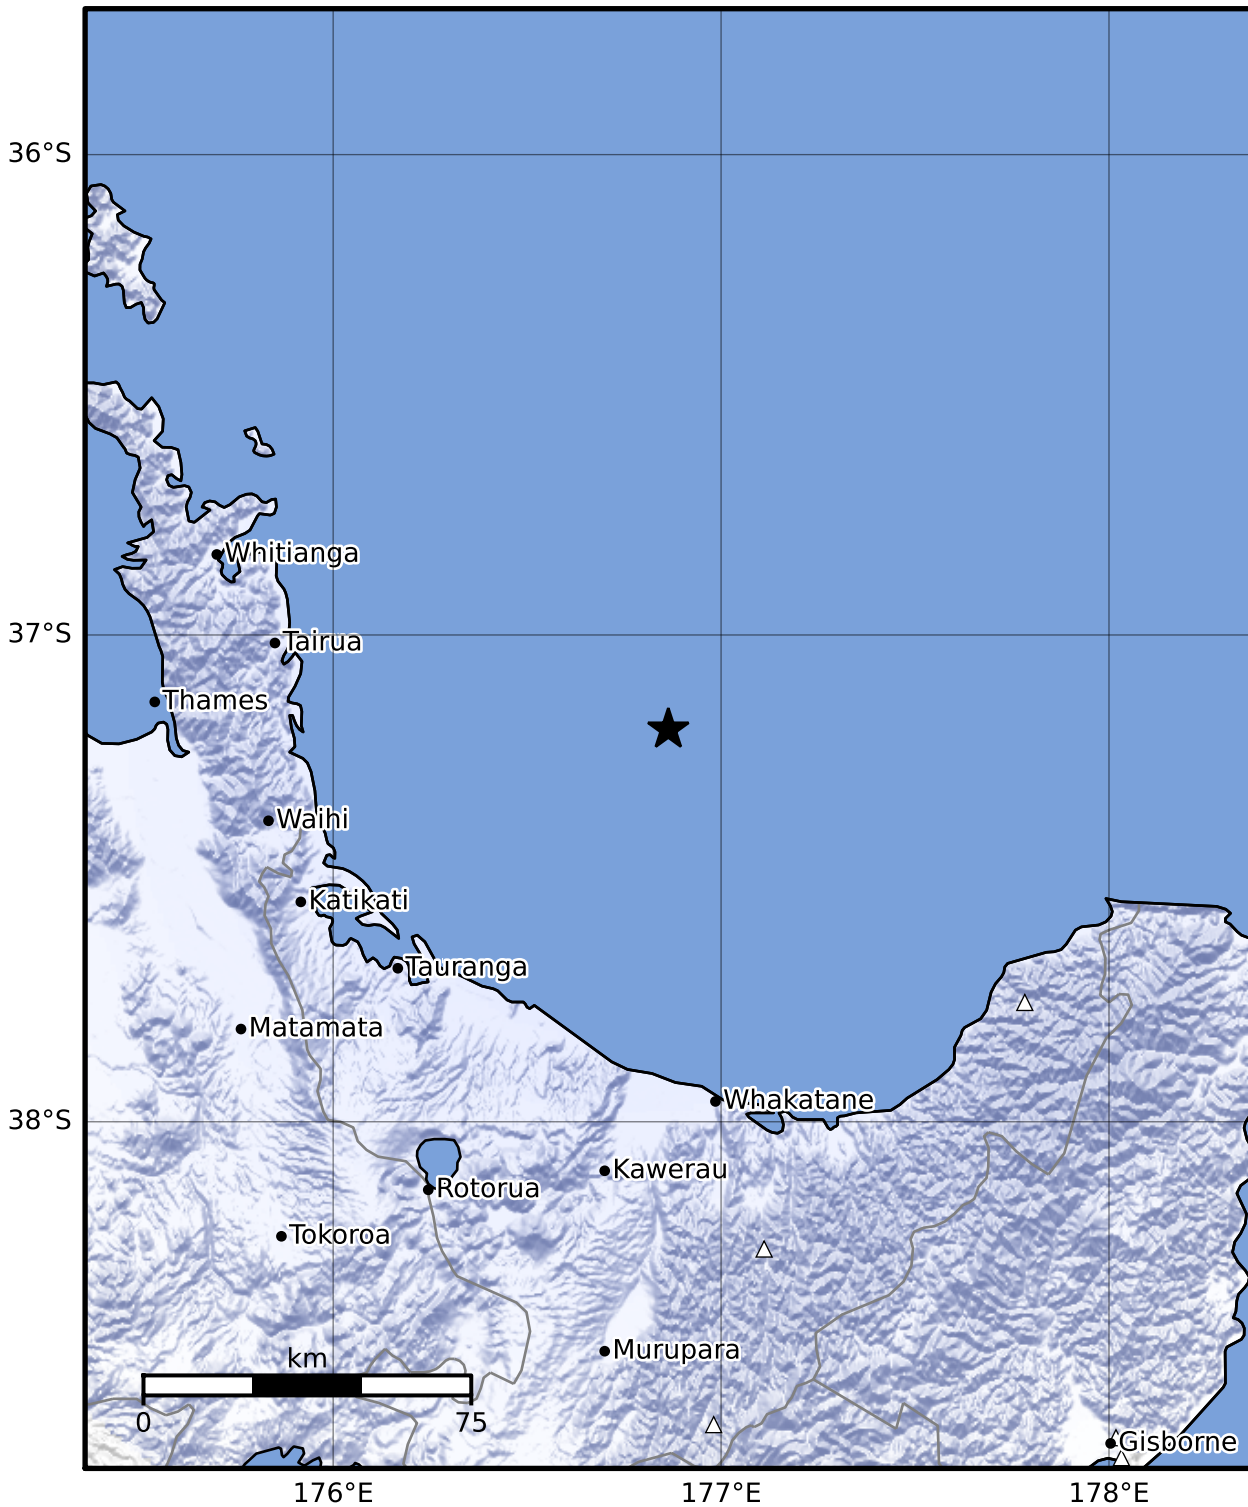 36°S
Whitianga
37°S
Tairua
Thames
Waihi
Katikati
Tauranga
Matamata
Whakatane
38°S
Kawerau
Rotorua
Tokoroa
Murupara
km
0 75
Gisborne
176°E 177°E 178°E